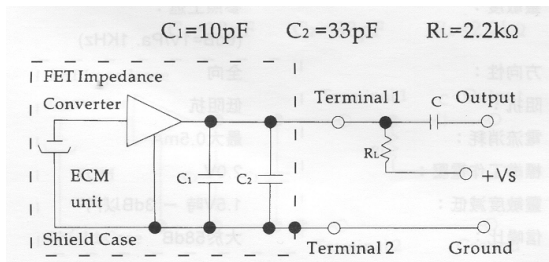 C1=10pF C2=33pF RL=2.2kΩ
FET Impedance
Converter
Terminal 1
C
Output
RL
+Vs
ECM
unit
C1
C2
Shield Case
Terminal 2
Ground